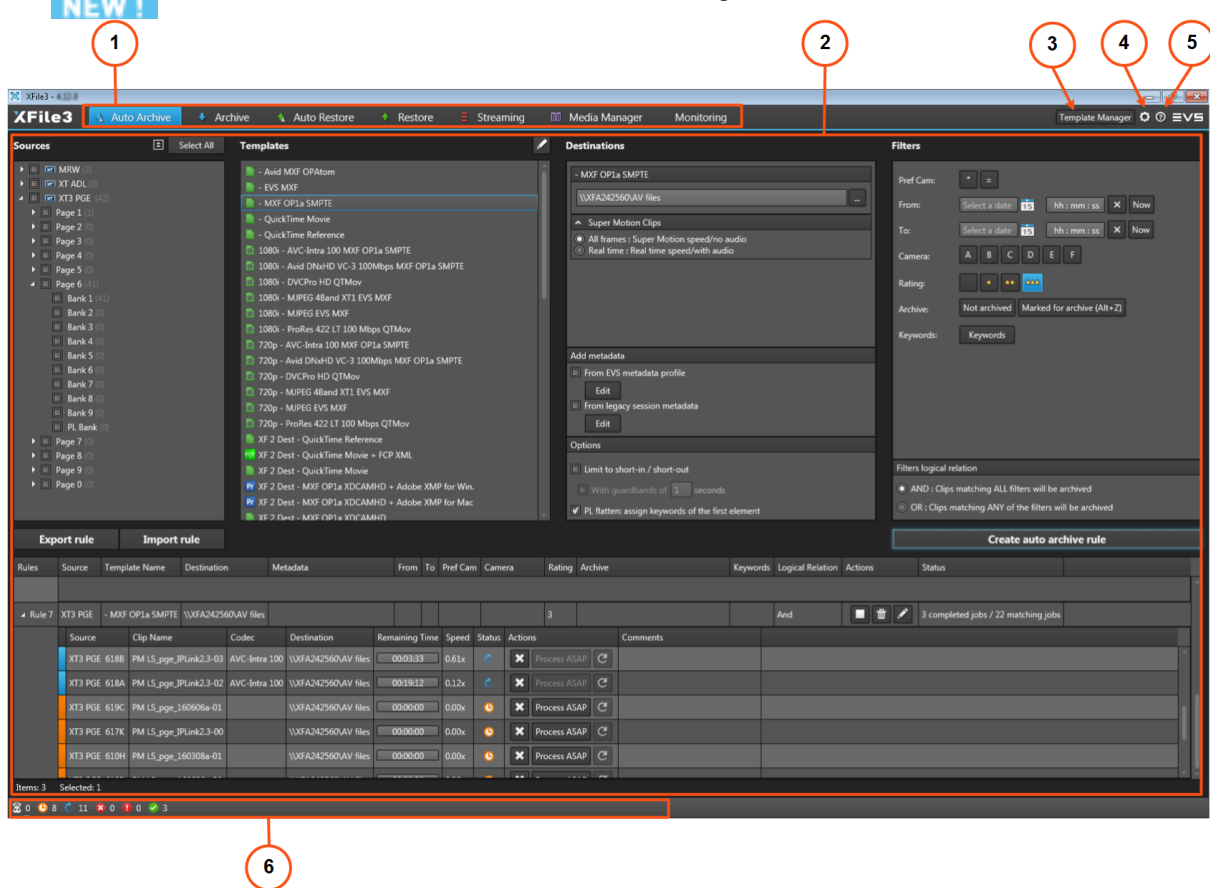 NEW !
1
2
3
4
5
XFile3 -
XFile3 Auto Archive Archive Auto Restore Restore Streaming Media Manager Monitoring Template Manager EVS
Sources Select All
MRW (3)
XT ADL (0)
XT3 PGE (42)
Page 1 (1)
Page 2 (0)
Page 3 (0)
Page 4 (0)
Page 5 (0)
Page 6 (41)
Bank 1 (41)
Bank 2 (0)
Bank 3 (0)
Bank 4 (0)
Bank 5 (0)
Bank 6 (0)
Bank 7 (0)
Bank 8 (0)
Bank 9 (0)
PL Bank (0)
Page 7 (0)
Page 8 (0)
Page 9 (0)
Page 0 (0)
Templates
- Avid MXF OPAtom
- EVS MXF
- MXF OP1a SMPTE
- QuickTime Movie
- QuickTime Reference
1080i - AVC-Intra 100 MXF OP1a SMPTE
1080i - Avid DNxHD VC-3 100Mbps MXF OP1a SMPTE
1080i - DVCPro HD QTMov
1080i - MJPEG 4Band XT1 EVS MXF
1080i - MJPEG EVS MXF
1080i - ProRes 422 LT 100 Mbps QTMov
720p - AVC-Intra 100 MXF OP1a SMPTE
720p - Avid DNxHD VC-3 100Mbps MXF OP1a SMPTE
720p - DVCPro HD QTMov
720p - MJPEG 4Band XT1 EVS MXF
720p - MJPEG EVS MXF
720p - ProRes 422 LT 100 Mbps QTMov
XF 2 Dest - QuickTime Reference
XF 2 Dest - QuickTime Movie + FCP XML
XF 2 Dest - QuickTime Movie
XF 2 Dest - MXF OP1a XDCAMHD + Adobe XMP for Win.
XF 2 Dest - MXF OP1a XDCAMHD + Adobe XMP for Mac
XF 2 Dest - MXF OP1a XDCAMHD
Destinations
- MXF OP1a SMPTE
\\XFA242560\AV files ...
Super Motion Clips
All frames : Super Motion speed/no audio
Real time : Real time speed/with audio
Add metadata
From EVS metadata profile
Edit
From legacy session metadata
Edit
Options
Limit to short-in / short-out
With guardbands of 1 seconds
PL flatten: assign keywords of the first element
Filters
Pref Cam: * =
From: Select a date 15 hh : mm : ss X Now
To: Select a date 15 hh : mm : ss X Now
Camera: A B C D E F
Rating: * ** ***
Archive: Not archived Marked for archive (Alt+Z)
Keywords: Keywords
Filters logical relation
AND : Clips matching ALL filters will be archived
OR : Clips matching ANY of the filters will be archived
Export rule Import rule Create auto archive rule
Rules Source Template Name Destination Metadata From To Pref Cam Camera Rating Archive Keywords Logical Relation Actions Status
Rule 7 XT3 PGE - MXF OP1a SMPTE \\XFA242560\AV files 3 And 3 completed jobs / 22 matching jobs
Source Clip Name Codec Destination Remaining Time Speed Status Actions Comments
XT3 PGE 618B PM LS_pge_IPLink2.3-03 AVC-Intra 100 \\XFA242560\AV files 00:03:33 0.61x Process ASAP
XT3 PGE 618A PM LS_pge_IPLink2.3-02 AVC-Intra 100 \\XFA242560\AV files 00:19:12 0.12x Process ASAP
XT3 PGE 619C PM LS_pge_160606a-01 \\XFA242560\AV files 00:00:00 0.00x Process ASAP
XT3 PGE 617K PM LS_pge_IPLink2.3-00 \\XFA242560\AV files 00:00:00 0.00x Process ASAP
XT3 PGE 610H PM LS_pge_160308a-01 \\XFA242560\AV files 00:00:00 0.00x Process ASAP
Items: 3 Selected: 1
0 8 11 0 0 3
6